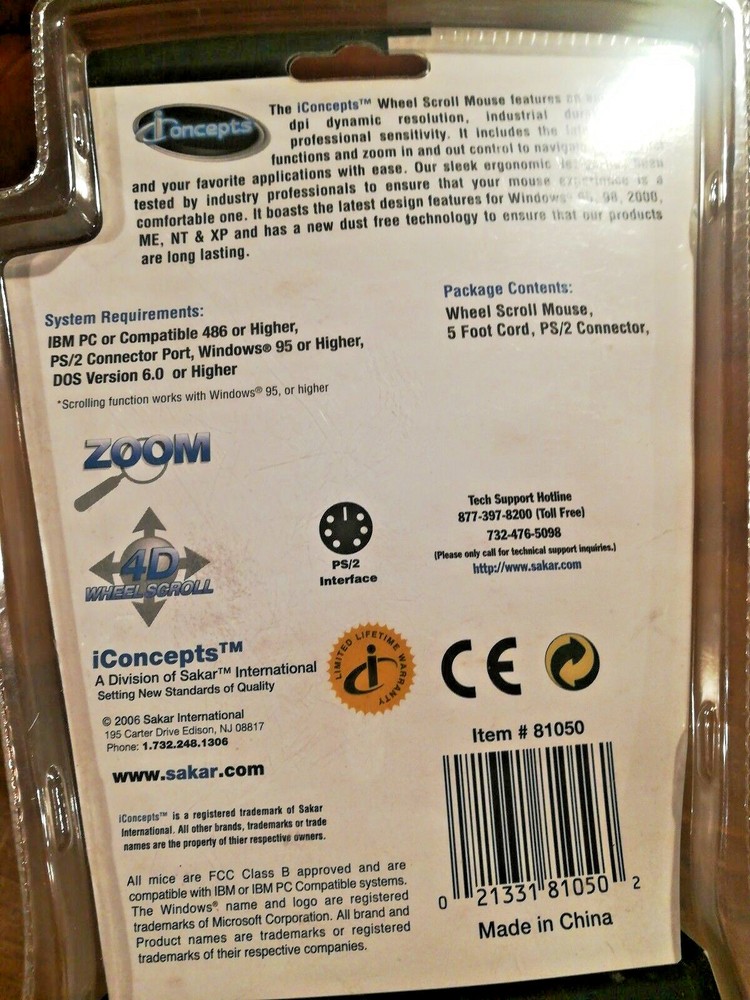 iConcepts
The iConcepts™ Wheel Scroll Mouse features
dpi dynamic resolution, industrial
professional sensitivity. It includes the
functions and zoom in and out control to
and your favorite applications with ease. Our sleek ergonomic
tested by industry professionals to ensure that your mouse experience is a
comfortable one. It boasts the latest design features for Windows® 95, 98, 2000,
ME, NT & XP and has a new dust free technology to ensure that our products
are long lasting.
System Requirements:
IBM PC or Compatible 486 or Higher,
PS/2 Connector Port, Windows® 95 or Higher,
DOS Version 6.0 or Higher
*Scrolling function works with Windows® 95, or higher
Package Contents:
Wheel Scroll Mouse,
5 Foot Cord, PS/2 Connector,
ZOOM
4D
WHEEL SCROLL
PS/2
Interface
Tech Support Hotline
877-397-8200 (Toll Free)
732-476-5098
(Please only call for technical support inquiries.)
http://www.sakar.com
iConcepts™
A Division of Sakar™ International
Setting New Standards of Quality
LIMITED LIFETIME WARRANTY
i
CE
© 2006 Sakar International
195 Carter Drive Edison, NJ 08817
Phone: 1.732.248.1306
www.sakar.com
Item # 81050
iConcepts™ is a registered trademark of Sakar
International. All other brands, trademarks or trade
names are the property of thier respective owners.
All mice are FCC Class B approved and are
compatible with IBM or IBM PC Compatible systems.
The Windows® name and logo are registered
trademarks of Microsoft Corporation. All brand and
Product names are trademarks or registered
trademarks of their respective companies.
0 21331 81050 2
Made in China